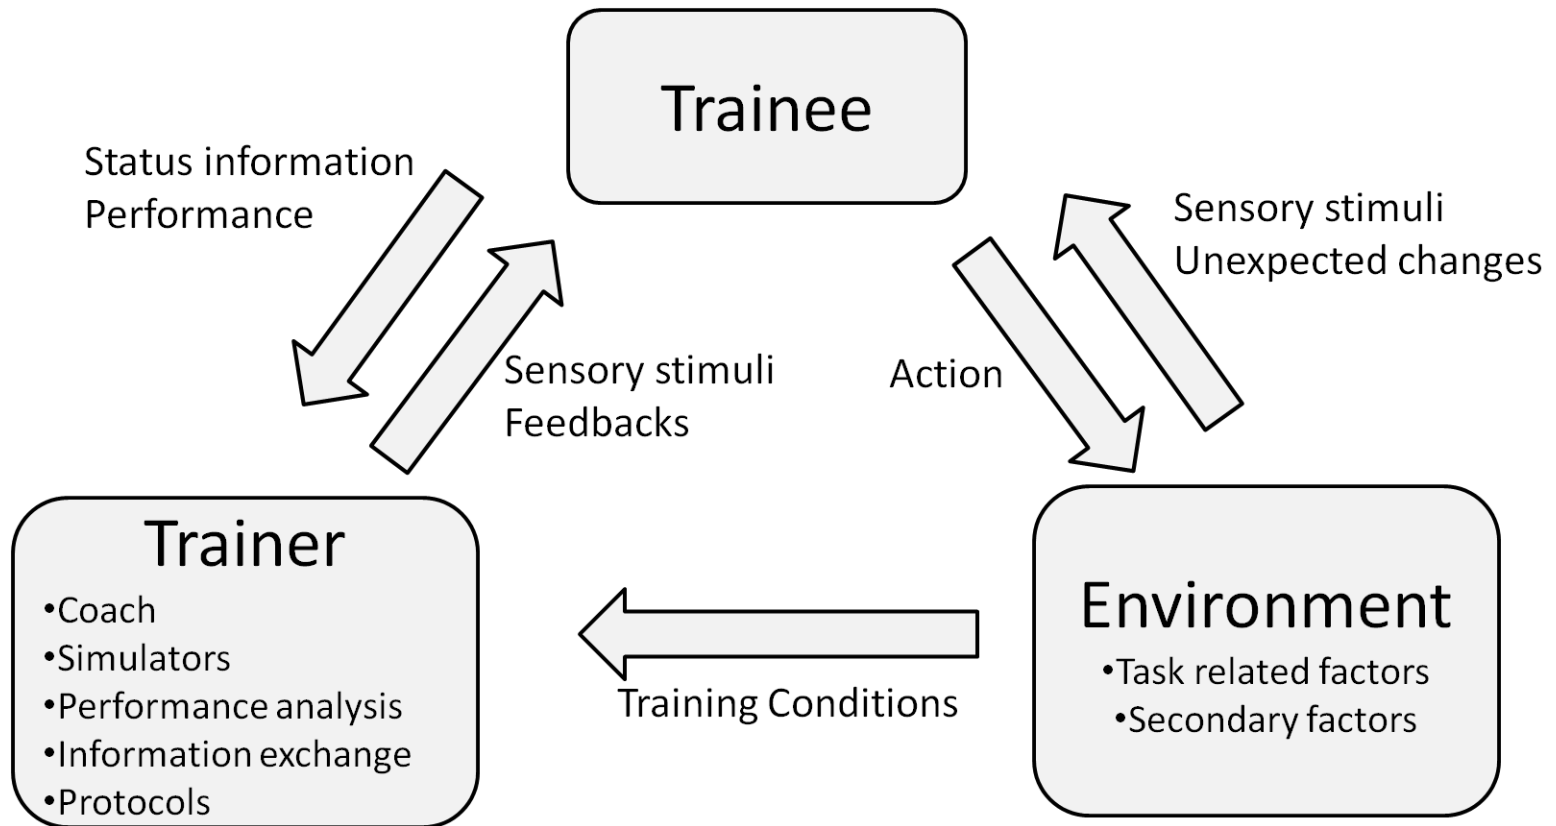 Trainee
Status information
Performance
Sensory stimuli
Unexpected changes
Sensory stimuli
Feedbacks
Action
Trainer
•Coach
•Simulators
•Performance analysis
•Information exchange
•Protocols
Training Conditions
Environment
•Task related factors
•Secondary factors